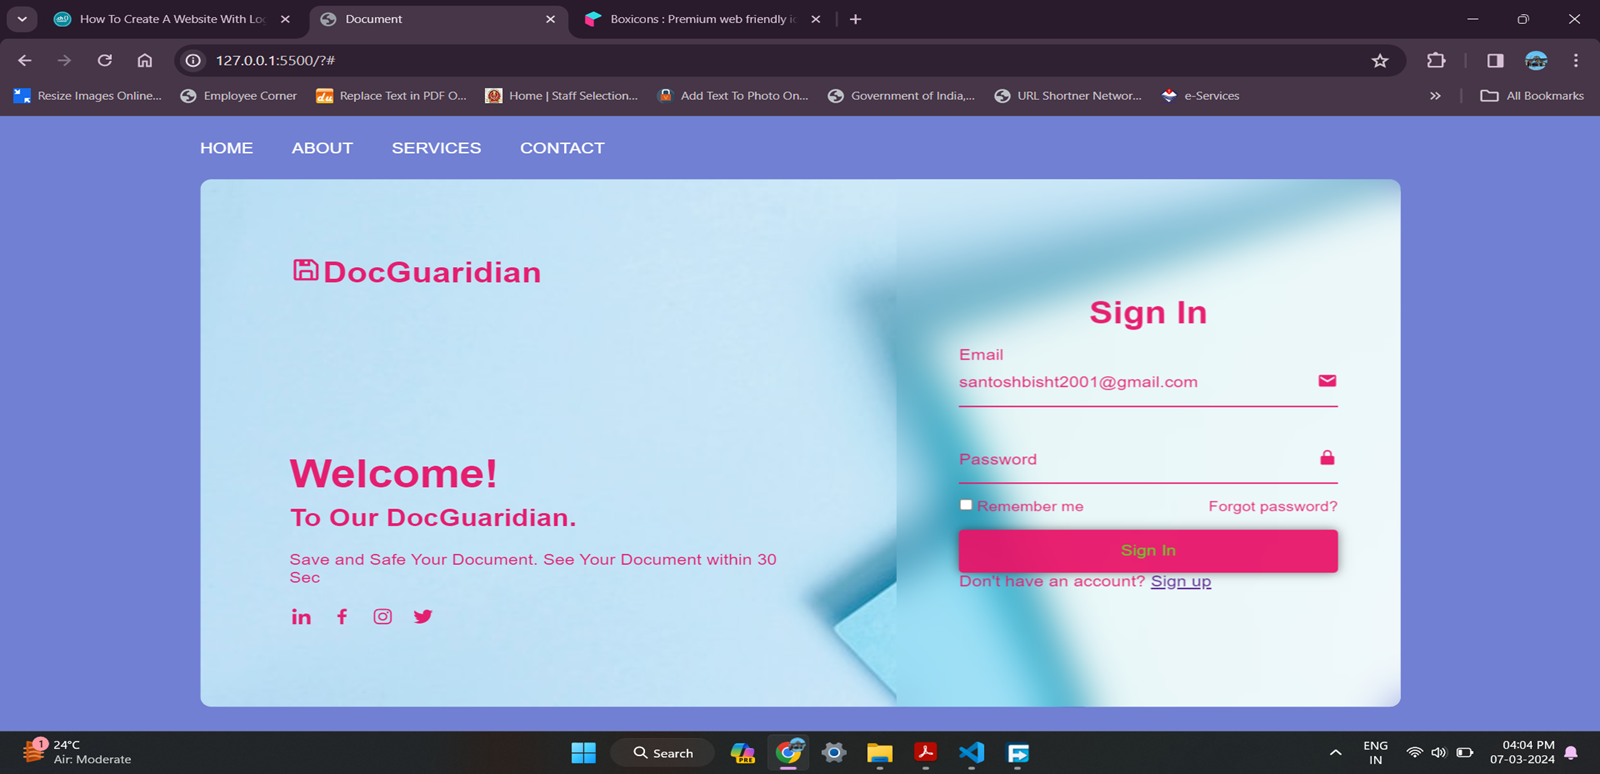 How To Create A Website With Lo
Document
Boxicons : Premium web friendly ic
127.0.0.1:5500/?#
Resize Images Online...
Employee Corner
Replace Text in PDF O...
Home | Staff Selection...
Add Text To Photo On...
Government of India,...
URL Shortner Networ...
e-Services
All Bookmarks
HOME
ABOUT
SERVICES
CONTACT
DocGuaridian
Welcome!
To Our DocGuaridian.
Save and Safe Your Document. See Your Document within 30
Sec
Sign In
Email
santoshbisht2001@gmail.com
Password
Remember me
Forgot password?
Sign In
Don't have an account? Sign up
1
24°C
Air: Moderate
Search
PRE
ENG
IN
04:04 PM
07-03-2024